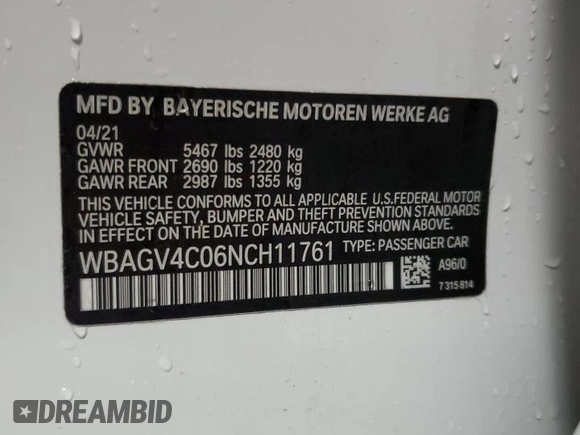 MFD BY BAYERISCHE MOTOREN WERKE AG
04/21
GVWR 5467 lbs 2480 kg
GAWR FRONT 2690 lbs 1220 kg
GAWR REAR 2987 lbs 1355 kg
THIS VEHICLE CONFORMS TO ALL APPLICABLE U.S.FEDERAL MOTOR
VEHICLE SAFETY, BUMPER AND THEFT PREVENTION STANDARDS
IN EFFECT ON THE DATE OF MANUFACTURE SHOWN ABOVE.
WBAGV4C06NCH11761 TYPE: PASSENGER CAR
A96/0
7315814
DREAMBID